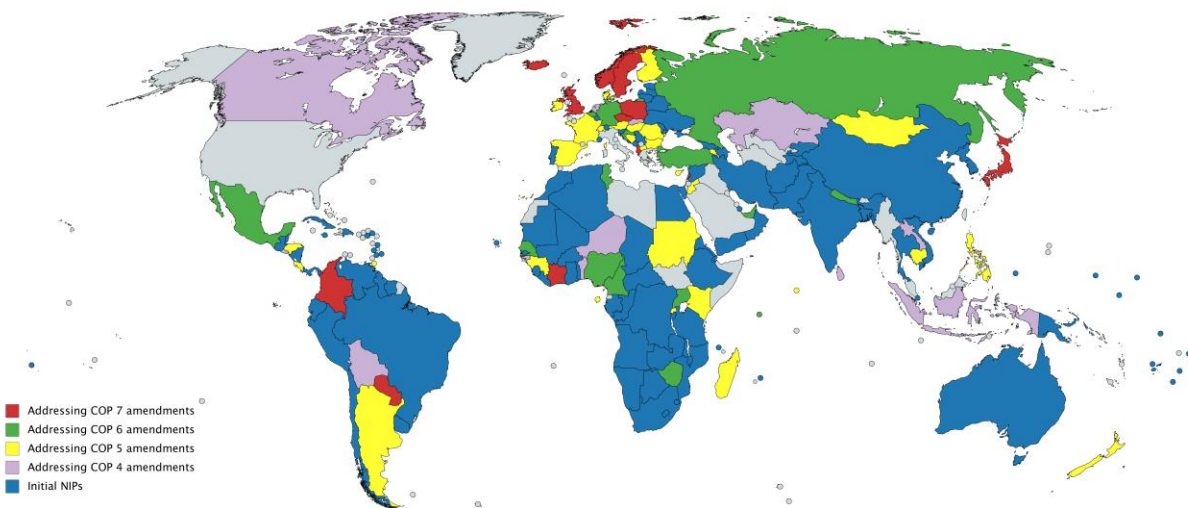 Addressing COP 7 amendments
Addressing COP 6 amendments
Addressing COP 5 amendments
Addressing COP 4 amendments
Initial NIPs